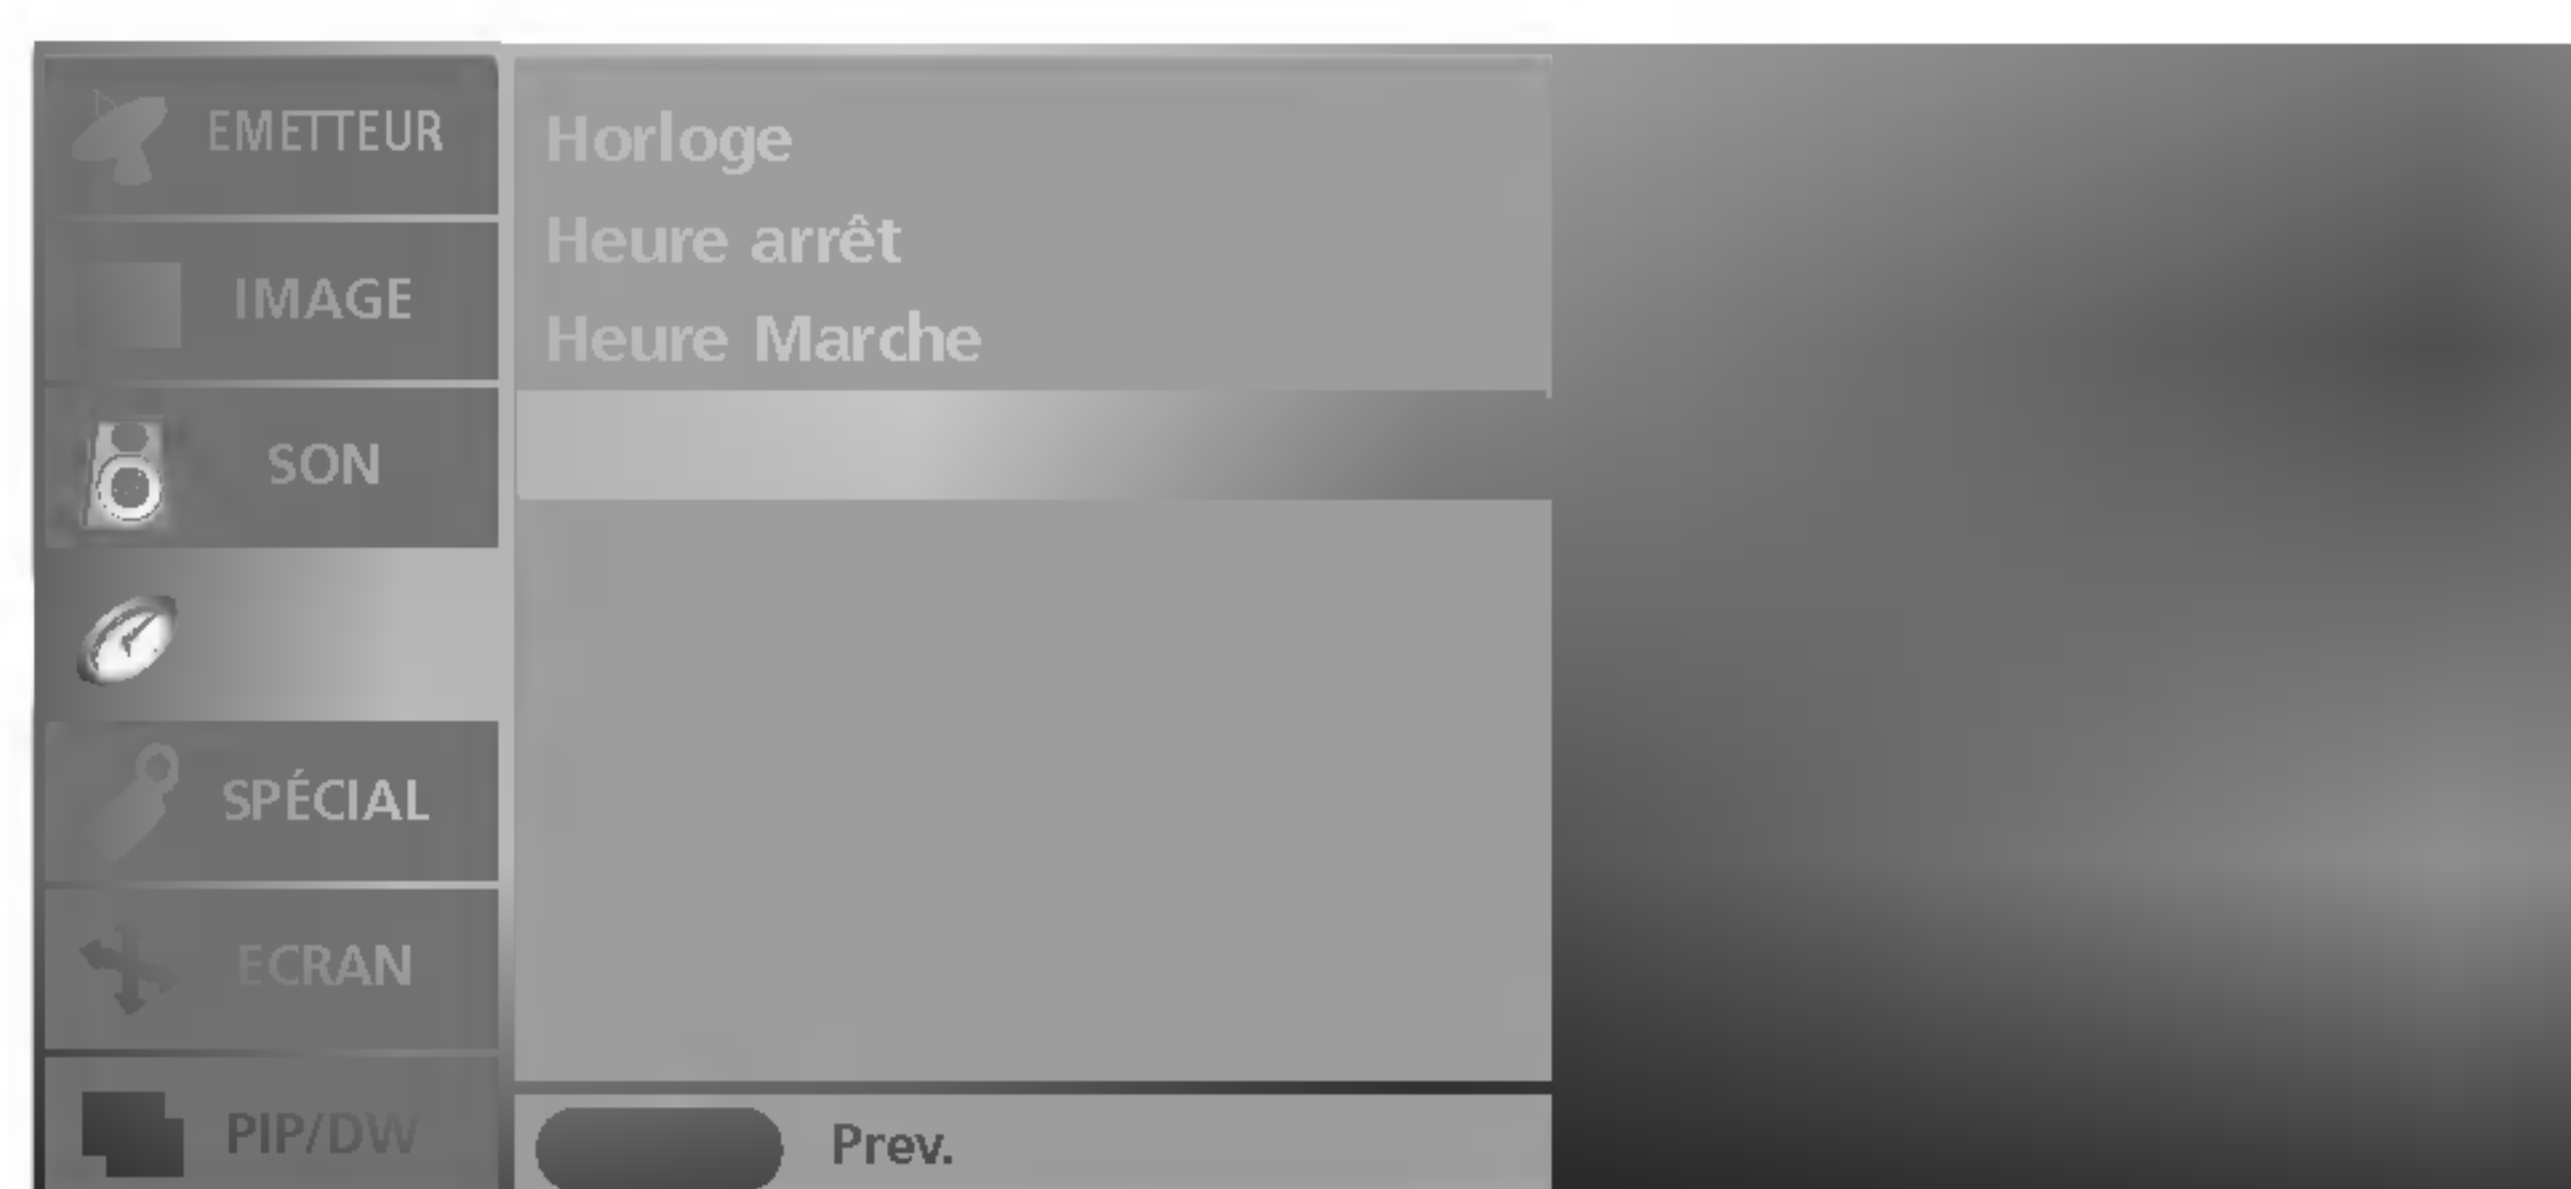 EMETTEUR
IMAGE
SON
SPÉCIAL
ECRAN
PIP/DW
Horloge
Heure arrêt
Heure Marche
Prev.